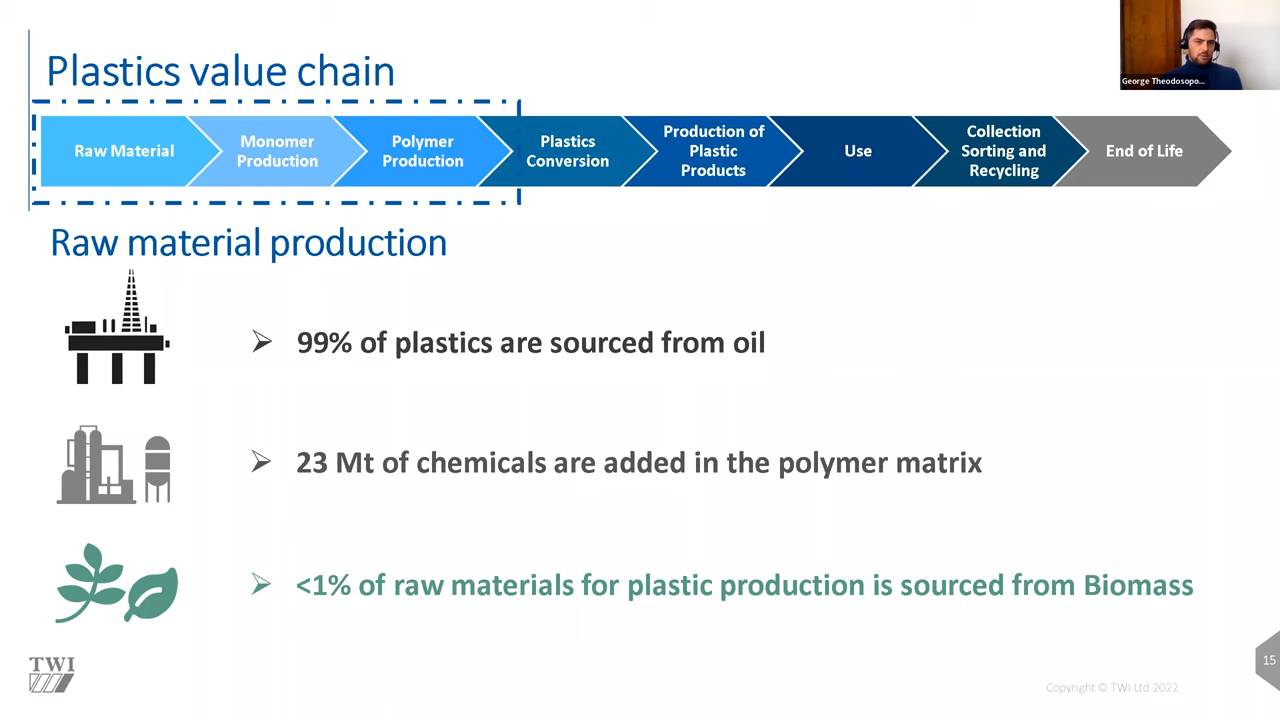 Plastics value chain
George Theodosopo...
Raw Material
Monomer
Production
Polymer
Production
Plastics
Conversion
Production of
Plastic
Products
Use
Collection
Sorting and
Recycling
End of Life
Raw material production
99% of plastics are sourced from oil
23 Mt of chemicals are added in the polymer matrix
<1% of raw materials for plastic production is sourced from Biomass
TWI
15
Copyright © TWI Ltd 2022